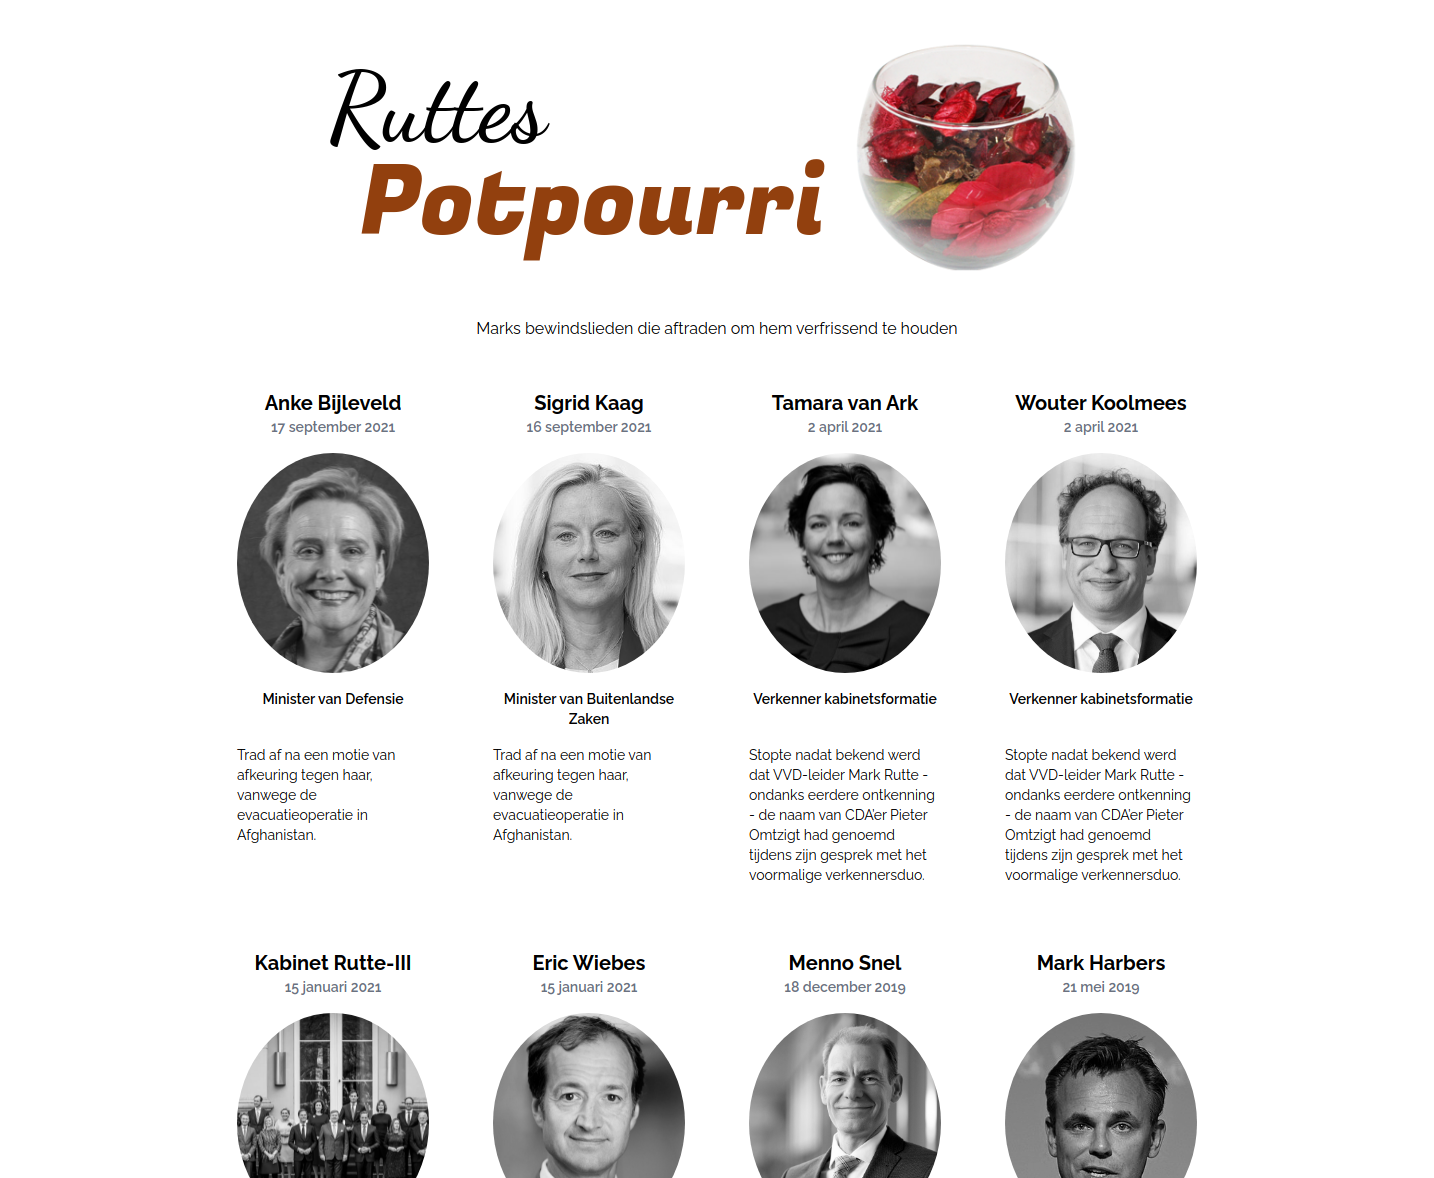 Ruttes
Potpourri
Marks bewindslieden die aftraden om hem verfrissend te houden
Anke Bijleveld
17 september 2021
Minister van Defensie
Trad af na een motie van
afkeuring tegen haar,
vanwege de
evacuatieoperatie in
Afghanistan.
Sigrid Kaag
16 september 2021
Minister van Buitenlandse
Zaken
Trad af na een motie van
afkeuring tegen haar,
vanwege de
evacuatieoperatie in
Afghanistan.
Tamara van Ark
2 april 2021
Verkenner kabinetsformatie
Stopte nadat bekend werd
dat VVD-leider Mark Rutte -
ondanks eerdere ontkenning
- de naam van CDA'er Pieter
Omtzigt had genoemd
tijdens zijn gesprek met het
voormalige verkennersduo.
Wouter Koolmees
2 april 2021
Verkenner kabinetsformatie
Stopte nadat bekend werd
dat VVD-leider Mark Rutte -
ondanks eerdere ontkenning
- de naam van CDA'er Pieter
Omtzigt had genoemd
tijdens zijn gesprek met het
voormalige verkennersduo.
Kabinet Rutte-III
15 januari 2021
Eric Wiebes
15 januari 2021
Menno Snel
18 december 2019
Mark Harbers
21 mei 2019